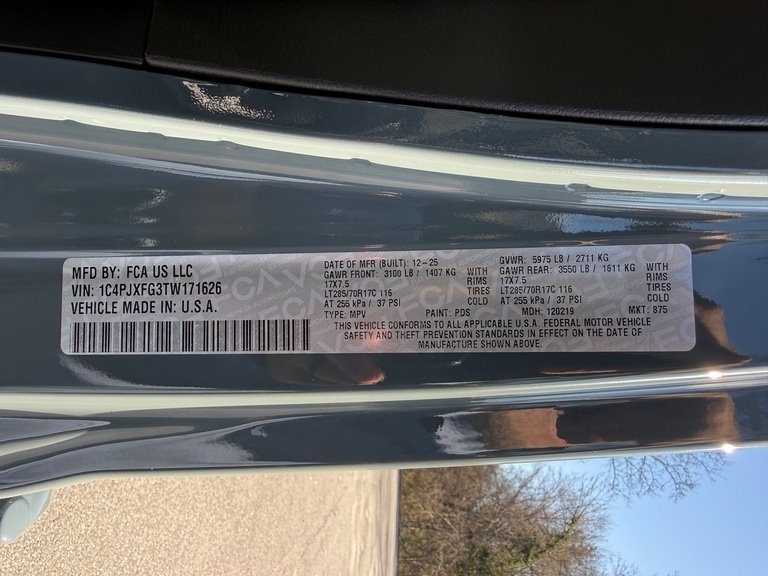 MFD BY: FCA US LLC
VIN: 1C4PJXFG3TW171626
VEHICLE MADE IN: U.S.A.
DATE OF MFR (BUILT): 12-25
GAWR FRONT: 3100 LB / 1407 KG WITH
17X7.5 RIMS
LT285/70R17C 116 TIRES
AT 255 kPa / 37 PSI COLD
TYPE: MPV PAINT: PDS
GVWR: 5975 LB / 2711 KG
GAWR REAR: 3550 LB / 1611 KG WITH
17X7.5 RIMS
LT285/70R17C 116 TIRES
AT 255 kPa / 37 PSI COLD
MDH: 120219 MKT: 875
THIS VEHICLE CONFORMS TO ALL APPLICABLE U.S.A. FEDERAL MOTOR VEHICLE
SAFETY AND THEFT PREVENTION STANDARDS IN EFFECT ON THE DATE OF
MANUFACTURE SHOWN ABOVE.